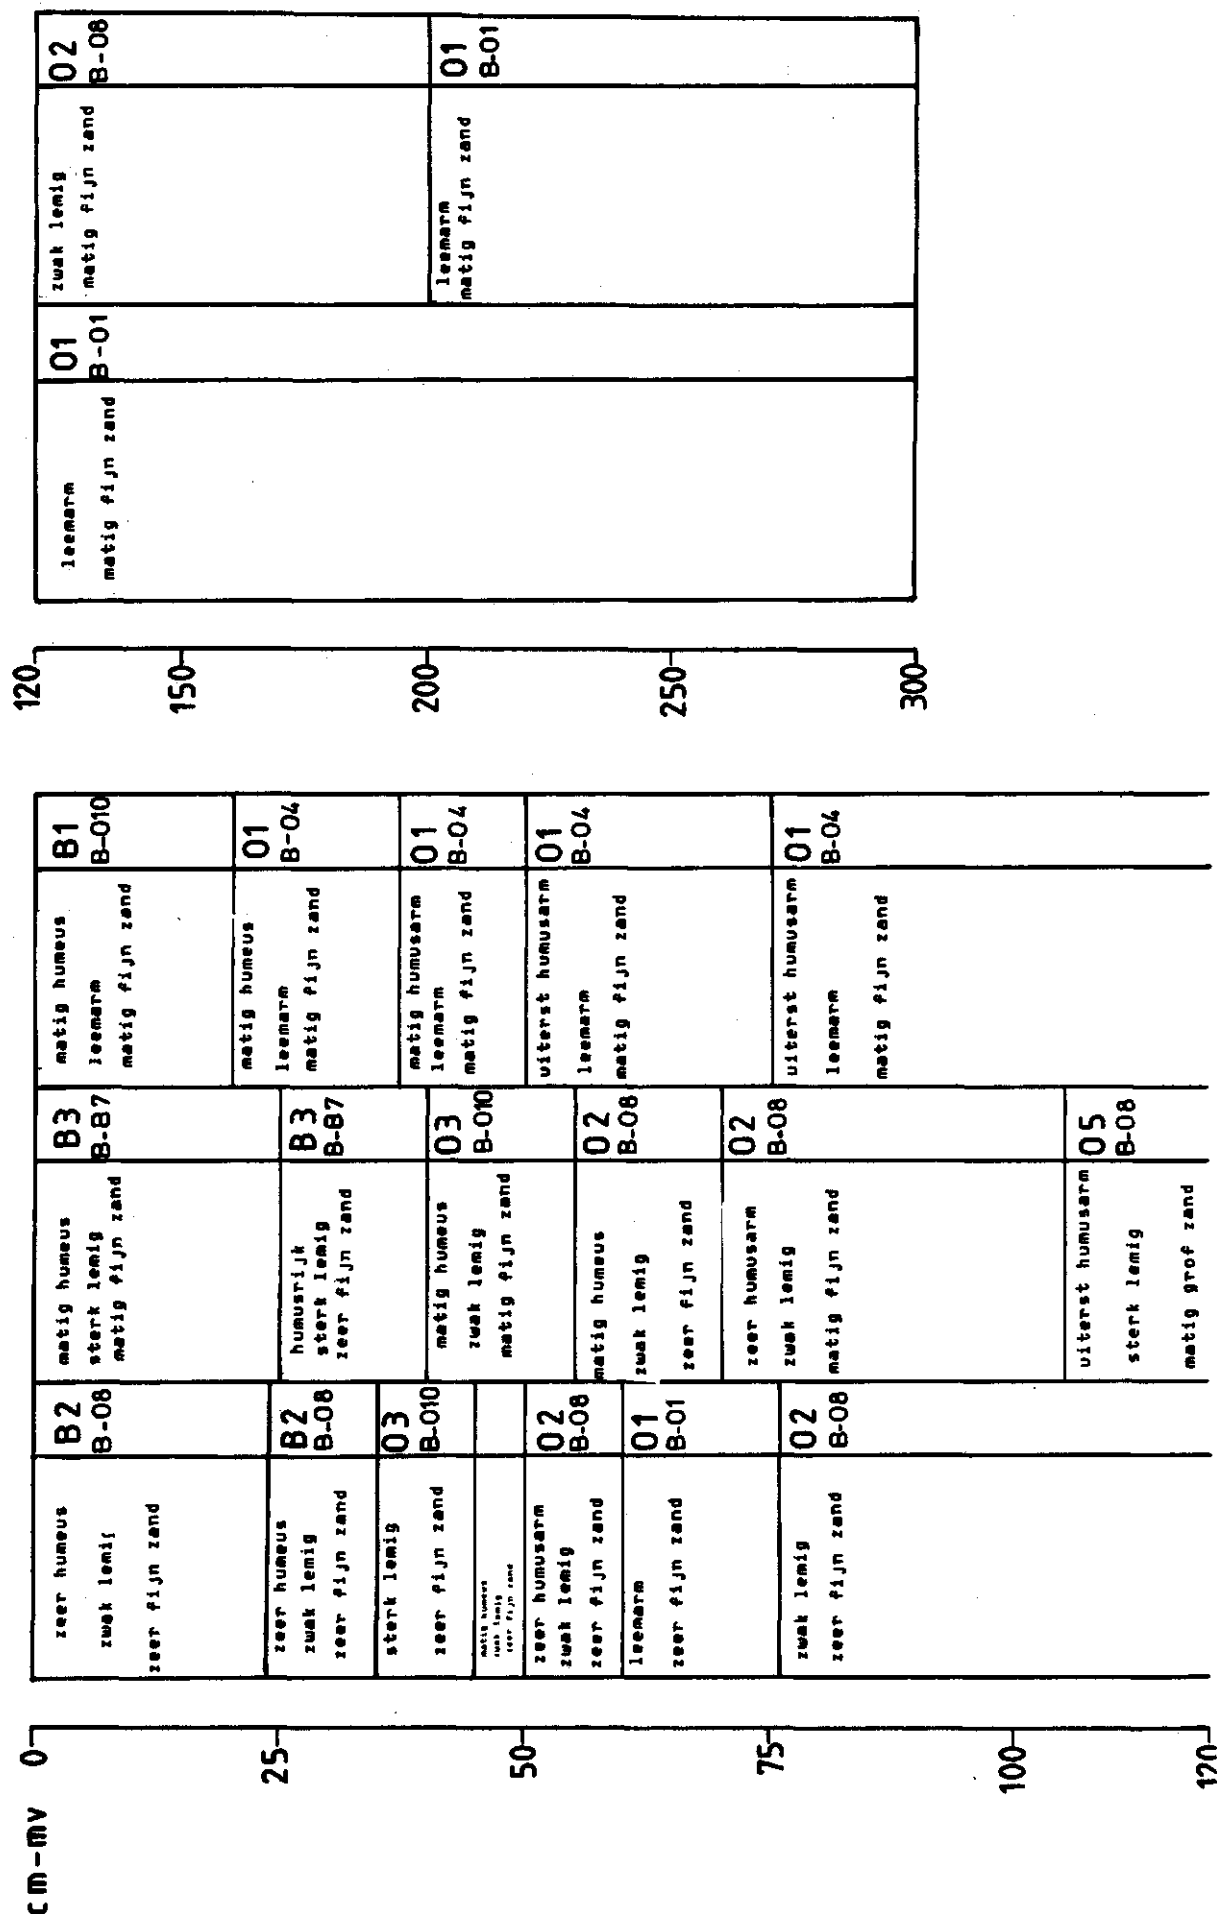 cm-mv
0
25
50
75
100
120
zeer humeus
zwak lemig
zeer fijn zand
B2
B-08
zeer humeus
zwak lemig
zeer fijn zand
B2
B-08
sterk lemig
zeer fijn zand
03
B-010
matig humeus
zwak lemig
zeer fijn zand
zeer humusarm
zwak lemig
zeer fijn zand
02
B-08
leemarm
zeer fijn zand
01
B-01
zwak lemig
zeer fijn zand
02
B-08
matig humeus
sterk lemig
matig fijn zand
B3
B-B7
humusrijk
sterk lemig
zeer fijn zand
B3
B-B7
matig humeus
zwak lemig
matig fijn zand
03
B-010
matig humeus
zwak lemig
zeer fijn zand
02
B-08
zeer humusarm
zwak lemig
matig fijn zand
02
B-08
uiterst humusarm
sterk lemig
matig grof zand
05
B-08
matig humeus
leemarm
matig fijn zand
B1
B-010
matig humeus
leemarm
matig fijn zand
01
B-04
matig humusarm
leemarm
matig fijn zand
01
B-04
uiterst humusarm
leemarm
matig fijn zand
01
B-04
uiterst humusarm
leemarm
matig fijn zand
01
B-04
120
150
200
250
300
leemarm
matig fijn zand
01
B-01
zwak lemig
matig fijn zand
02
B-08
leemarm
matig fijn zand
01
B-01